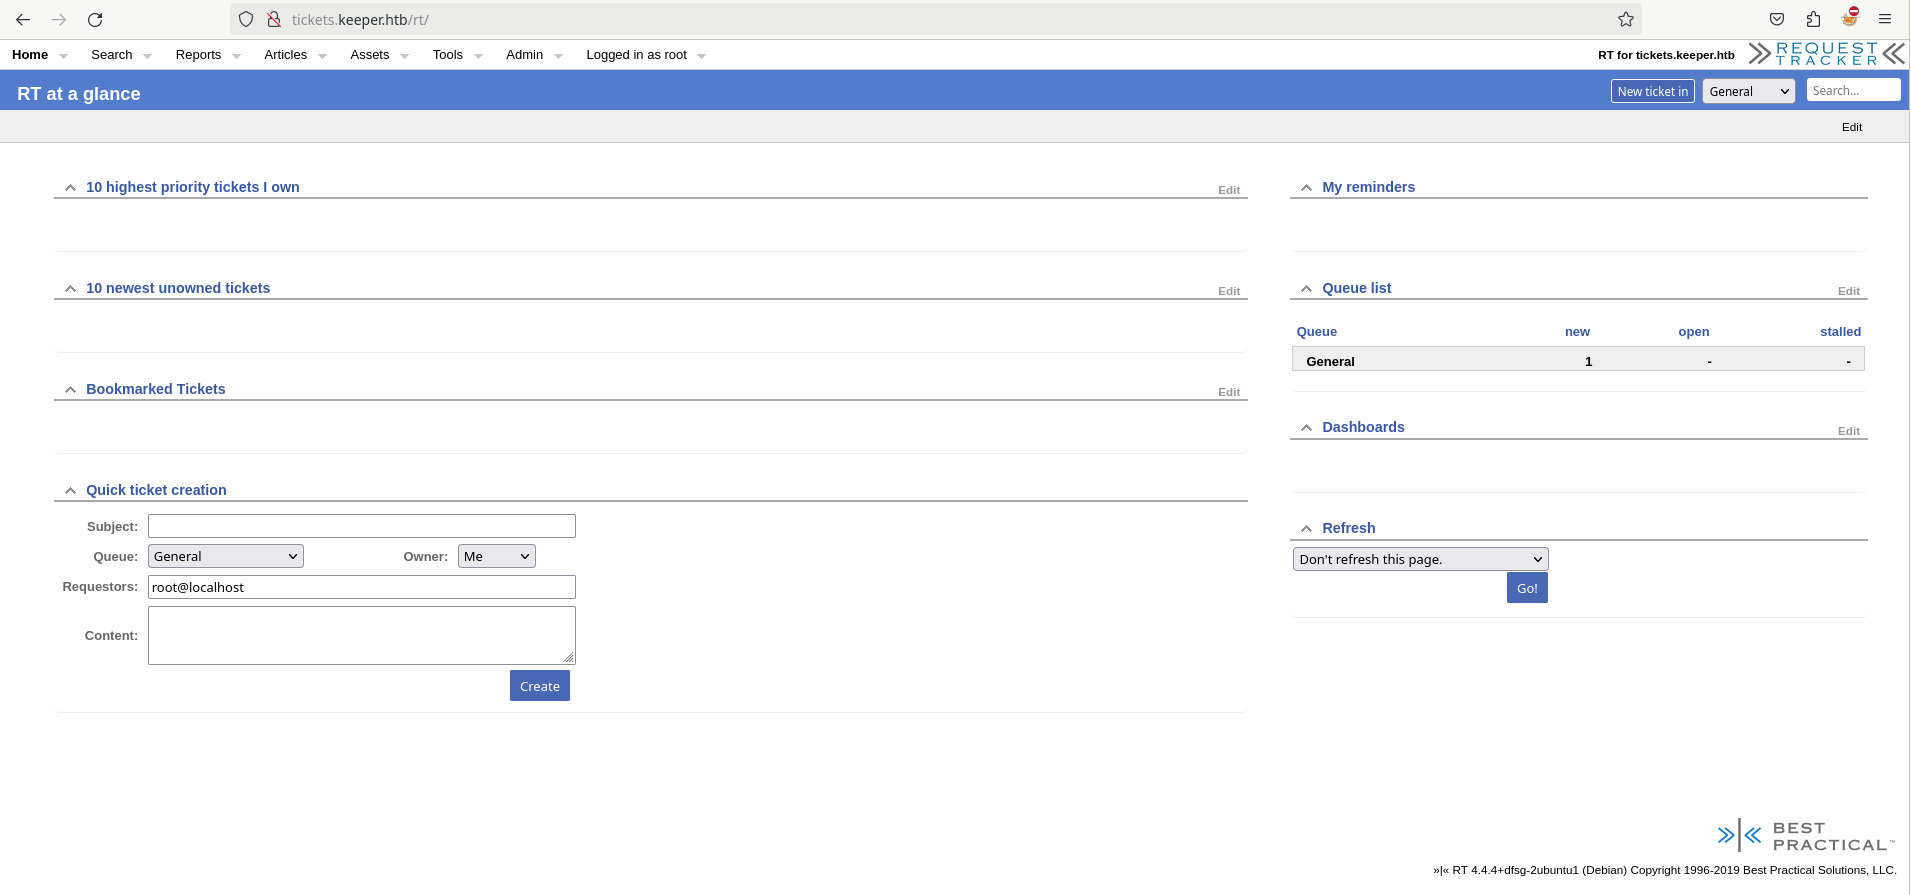 tickets.keeper.htb/rt/
Home Search Reports Articles Assets Tools Admin Logged in as root RT for tickets.keeper.htb REQUEST TRACKER
RT at a glance New ticket in General Search...
Edit
10 highest priority tickets I own Edit
10 newest unowned tickets Edit
Bookmarked Tickets Edit
Quick ticket creation
Subject:
Queue: General Owner: Me
Requestors: root@localhost
Content:
Create
My reminders
Queue list Edit
Queue new open stalled
General 1 - -
Dashboards Edit
Refresh
Don't refresh this page.
Go!
BEST
PRACTICAL™
»|« RT 4.4.4+dfsg-2ubuntu1 (Debian) Copyright 1996-2019 Best Practical Solutions, LLC.